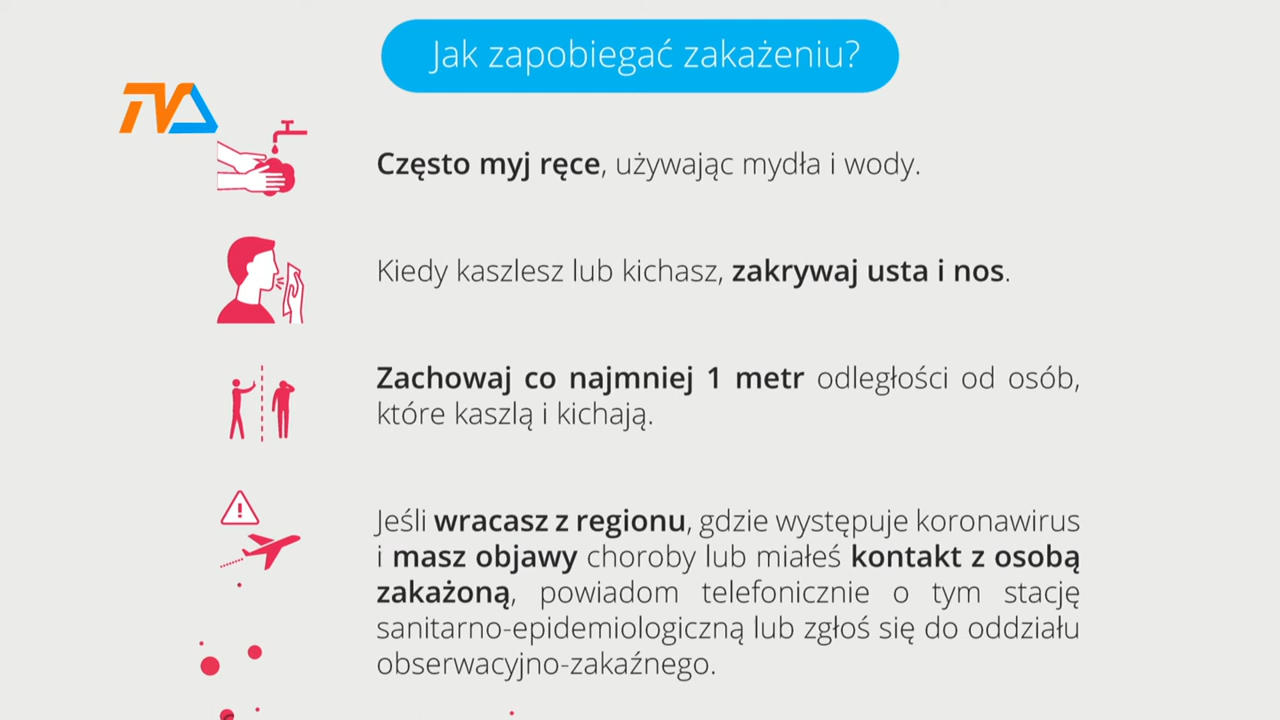 Jak zapobiegać zakażeniu?
TVA
Często myj ręce, używając mydła i wody.
Kiedy kaszlesz lub kichasz, zakrywaj usta i nos.
Zachowaj co najmniej 1 metr odległości od osób,
które kaszlą i kichają.
Jeśli wracasz z regionu, gdzie występuje koronawirus
i masz objawy choroby lub miałeś kontakt z osobą
zakażoną, powiadom telefonicznie o tym stację
sanitarno-epidemiologiczną lub zgłoś się do oddziału
obserwacyjno-zakaźnego.